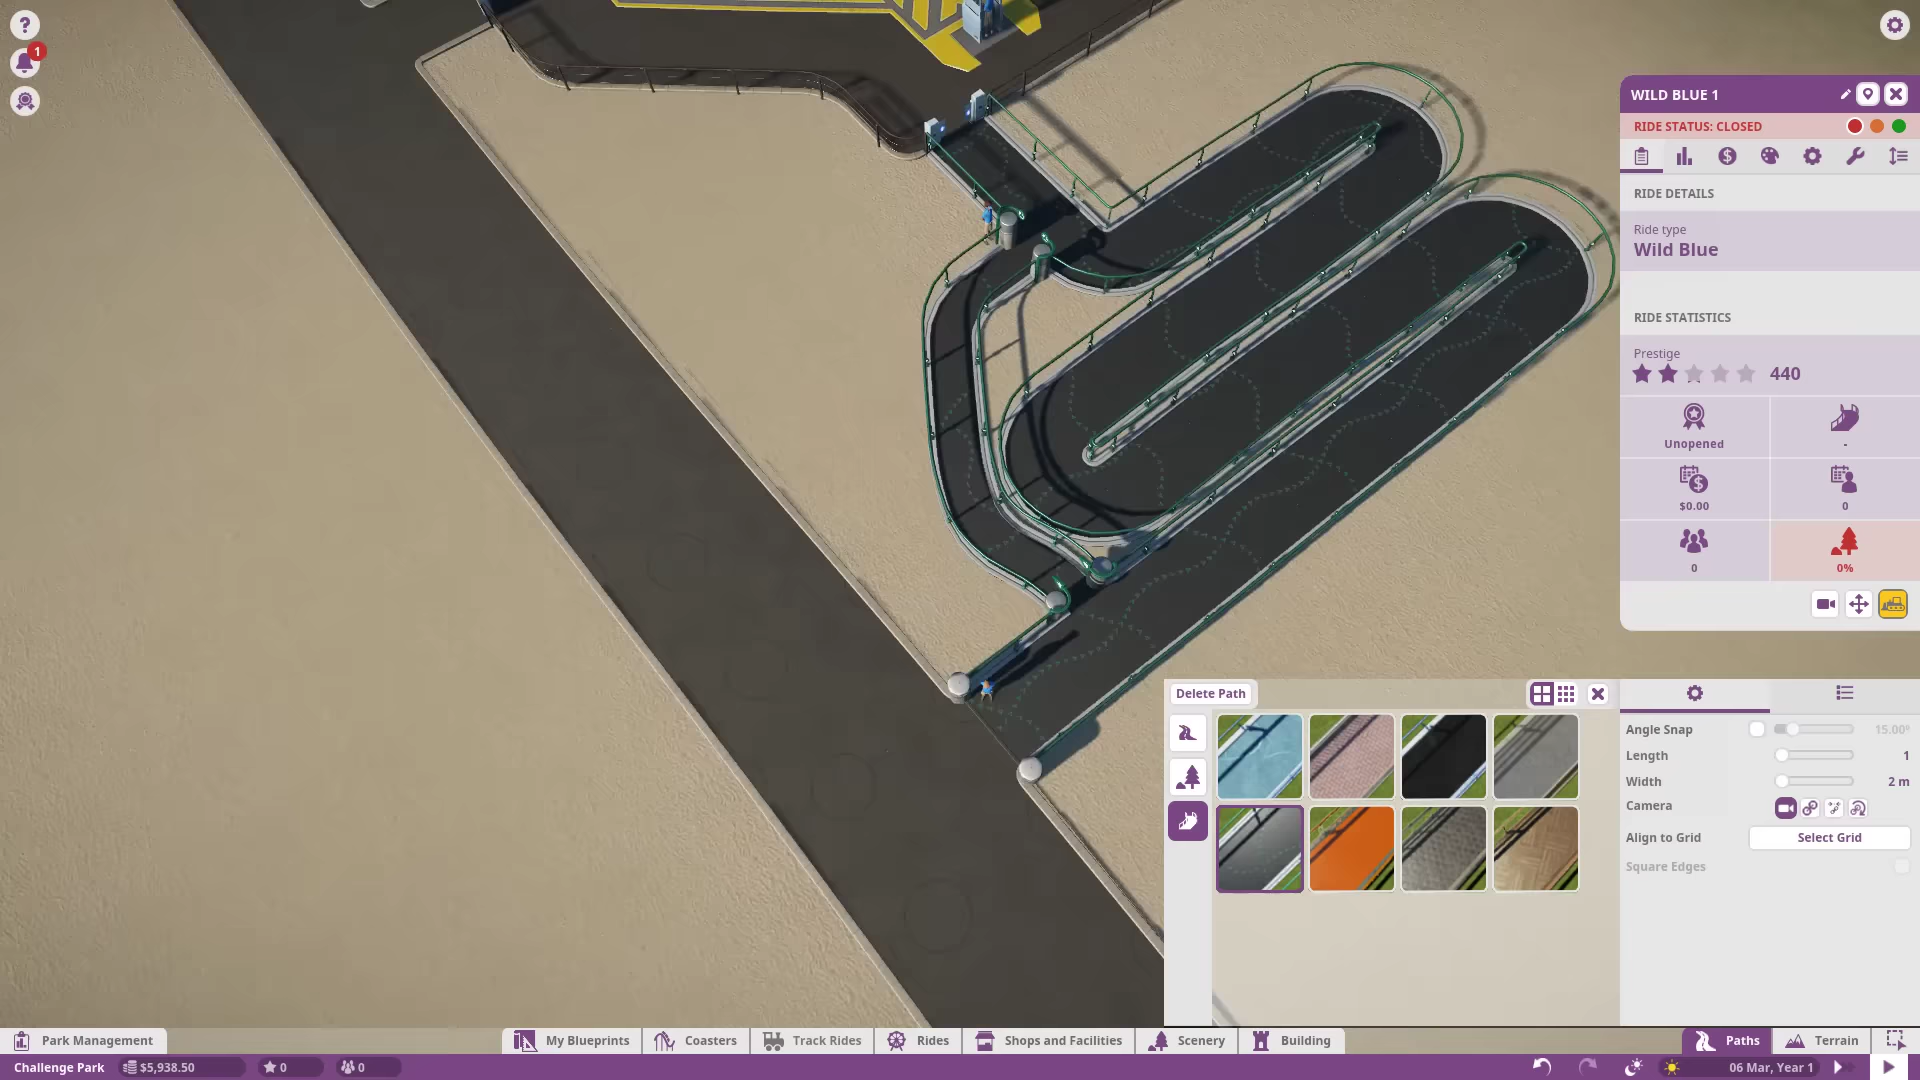 ?
1
WILD BLUE 1
RIDE STATUS: CLOSED
RIDE DETAILS
Ride type
Wild Blue
RIDE STATISTICS
Prestige
440
Unopened
-
$0.00
0
0
0%
Delete Path
Angle Snap
15.00°
Length
1
Width
2 m
Camera
Align to Grid
Select Grid
Square Edges
Park Management
My Blueprints
Coasters
Track Rides
Rides
Shops and Facilities
Scenery
Building
Paths
Terrain
Challenge Park
$5,938.50
0
0
06 Mar, Year 1